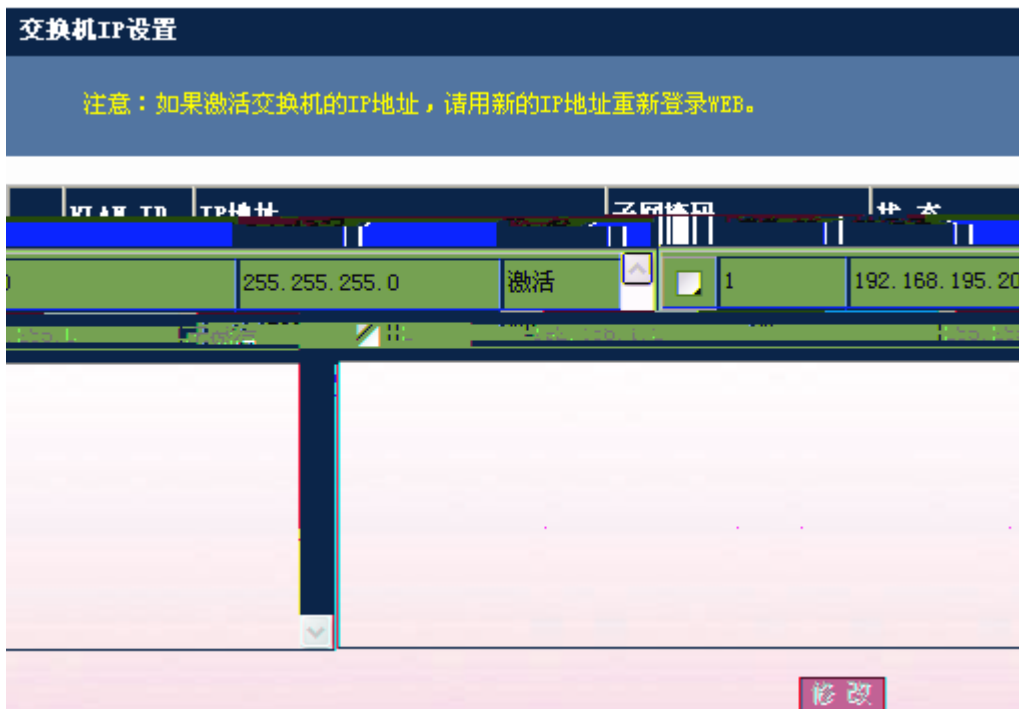 交换机IP设置
注意：如果激活交换机的IP地址，请用新的IP地址重新登录WEB。
VLAN ID IP地址 子网掩码 状 态
255.255.255.0 激活 1 192.168.195.20
修 改